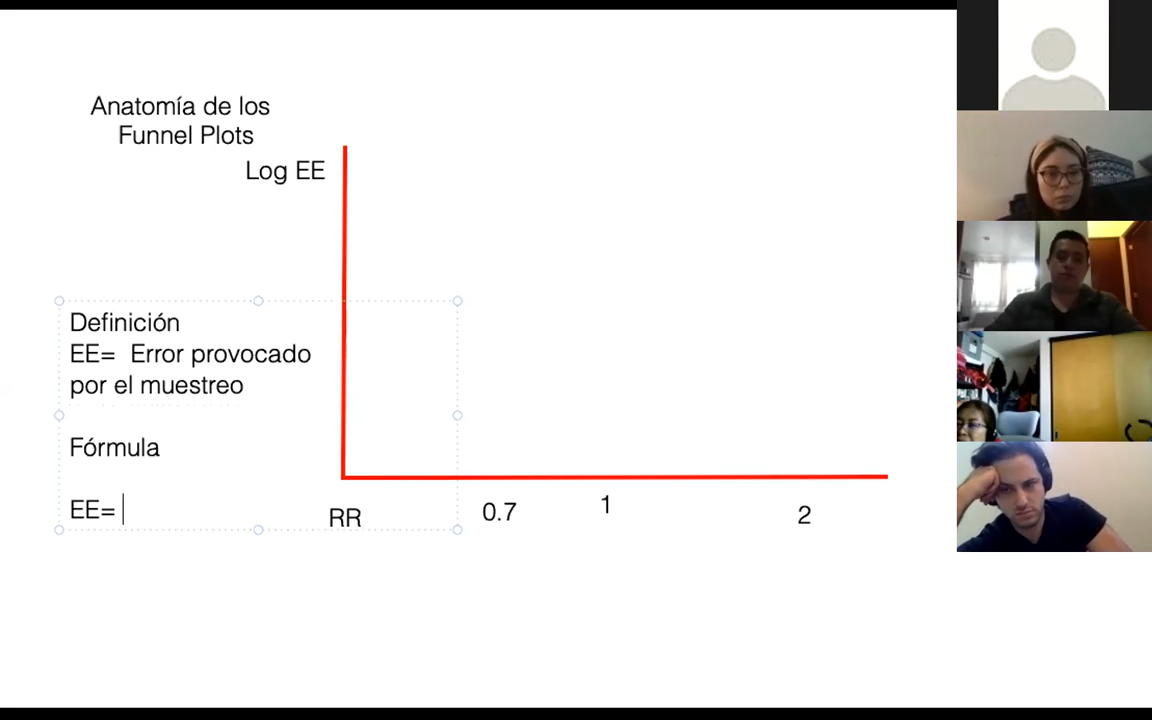 Anatomía de los
Funnel Plots
Log EE
Definición
EE= Error provocado
por el muestreo
Fórmula
EE=
RR
0.7
1
2